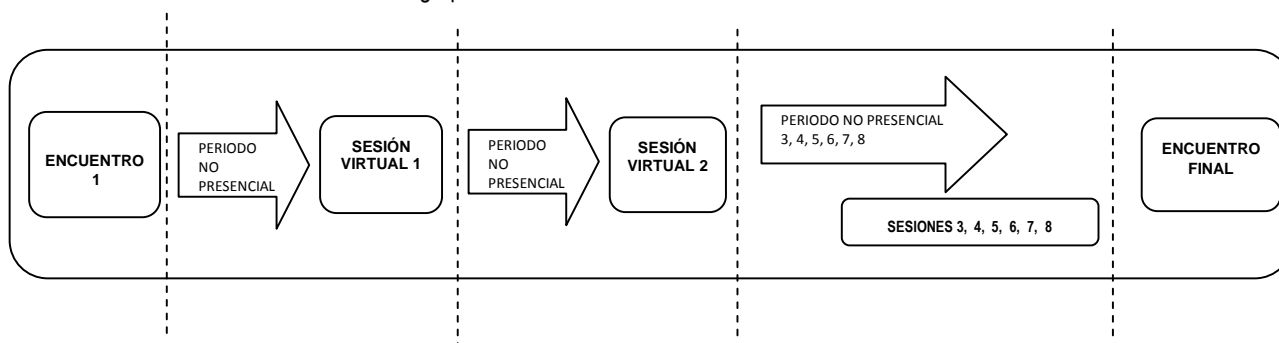 ENCUENTRO
1
PERIODO
NO
PRESENCIAL
SESIÓN
VIRTUAL 1
PERIODO
NO
PRESENCIAL
SESIÓN
VIRTUAL 2
PERIODO NO PRESENCIAL
3, 4, 5, 6, 7, 8
SESIONES 3, 4, 5, 6, 7, 8
ENCUENTRO
FINAL